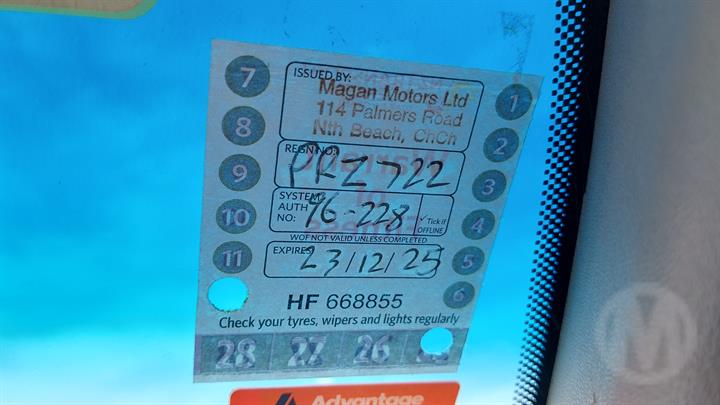 7
8
9
10
11
ISSUED BY:
Magan Motors Ltd
114 Palmers Road
Nth Beach, ChCh
REGN NO:
PRZ722
SYSTEM
AUTH
NO:
96-228
✓ Tick if
OFFLINE
WOF NOT VALID UNLESS COMPLETED
EXPIRES
23/12/25
1
2
3
4
5
6
HF 668855
Check your tyres, wipers and lights regularly
28 27 26
Advantage
M